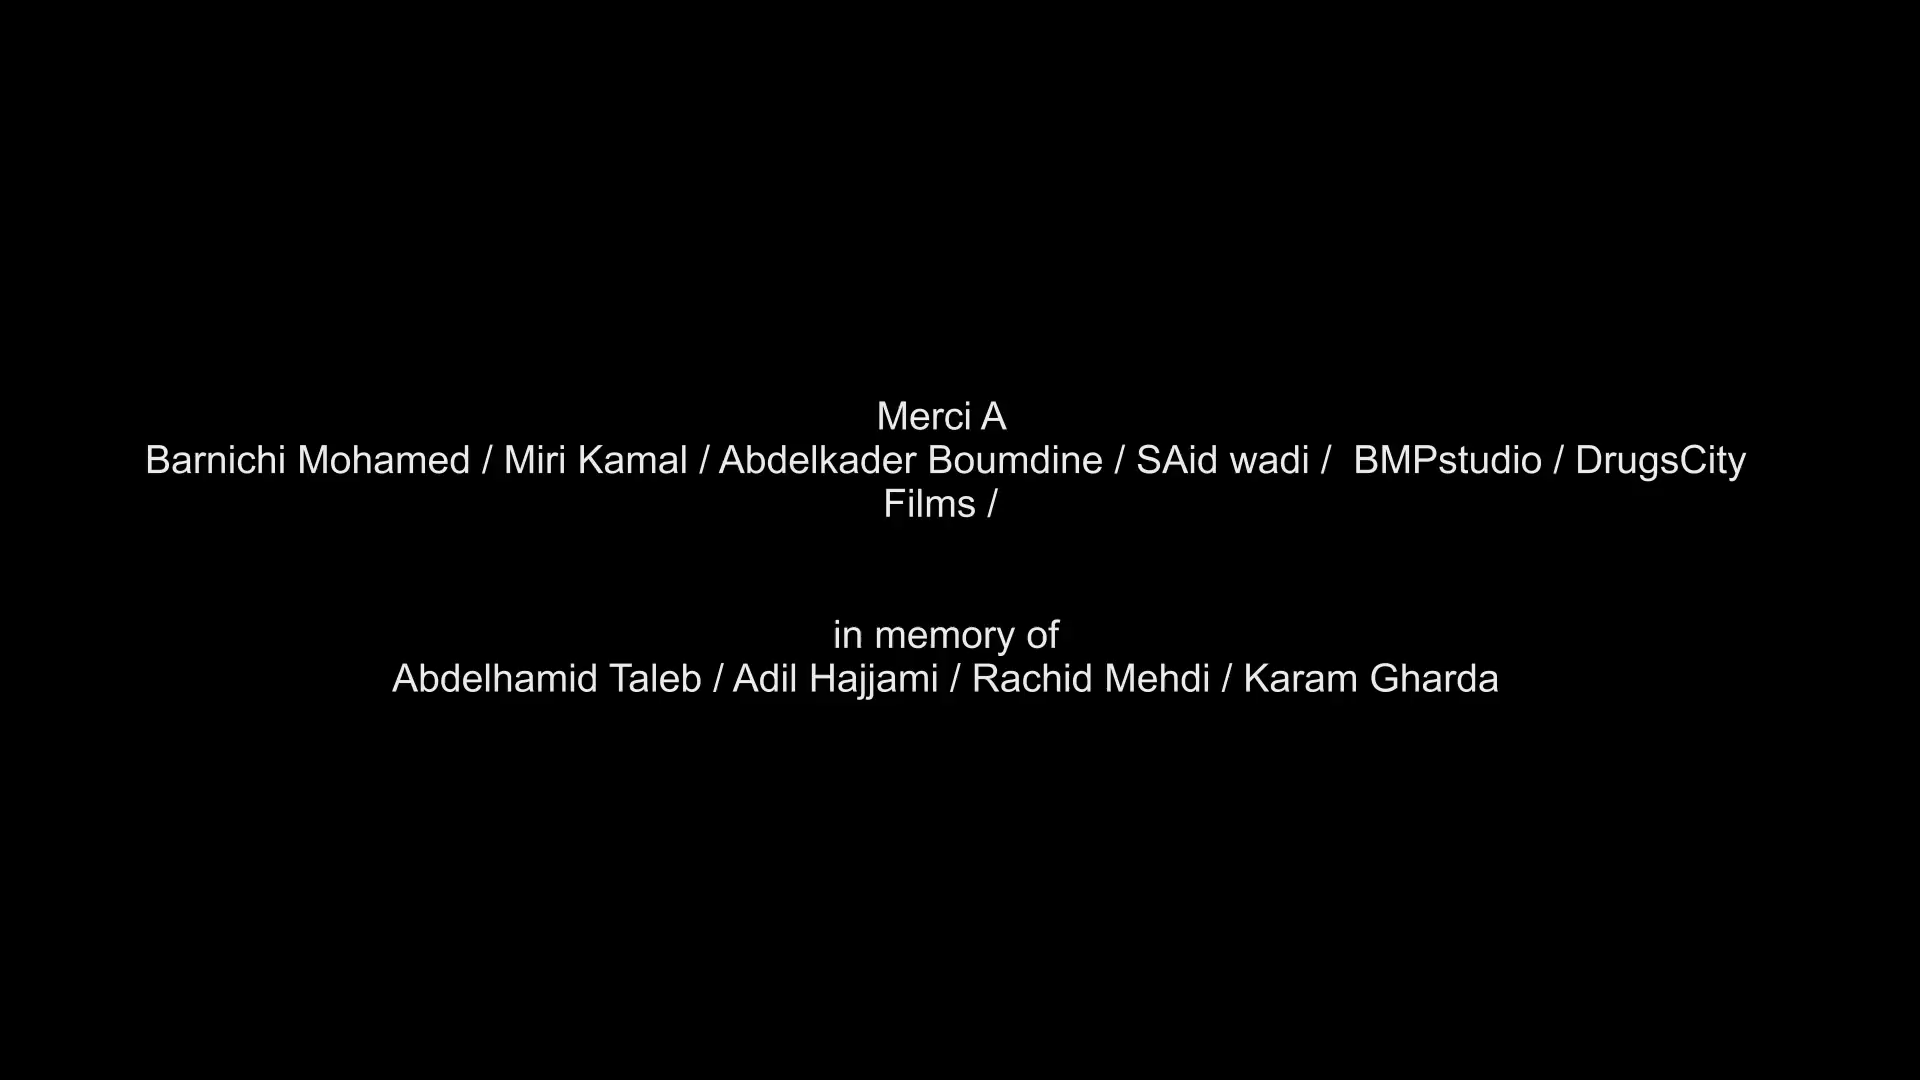 Merci A
Barnichi Mohamed / Miri Kamal / Abdelkader Boumdine / SAid wadi /  BMPstudio / DrugsCity
Films /
in memory of
Abdelhamid Taleb / Adil Hajjami / Rachid Mehdi / Karam Gharda